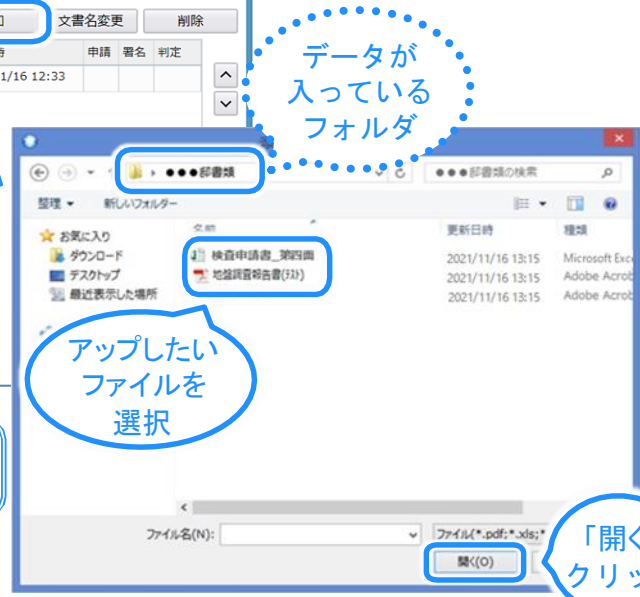 文書名変更 削除
申請 署名 判定
1/16 12:33
データが
入っている
フォルダ
●●●邸書類
●●●邸書類の検索
整理 新しいフォルダー
お気に入り
ダウンロード
デスクトップ
最近表示した場所
名前 更新日時 種類
検査申請書_第四面 2021/11/16 13:15 Microsoft Exc
地盤調査報告書(テスト) 2021/11/16 13:15 Adobe Acrob
2021/11/16 13:15 Adobe Acrob
アップしたい
ファイルを
選択
ファイル名(N): ファイル(*.pdf;*.xls;*
開く(O)
「開く
クリッ